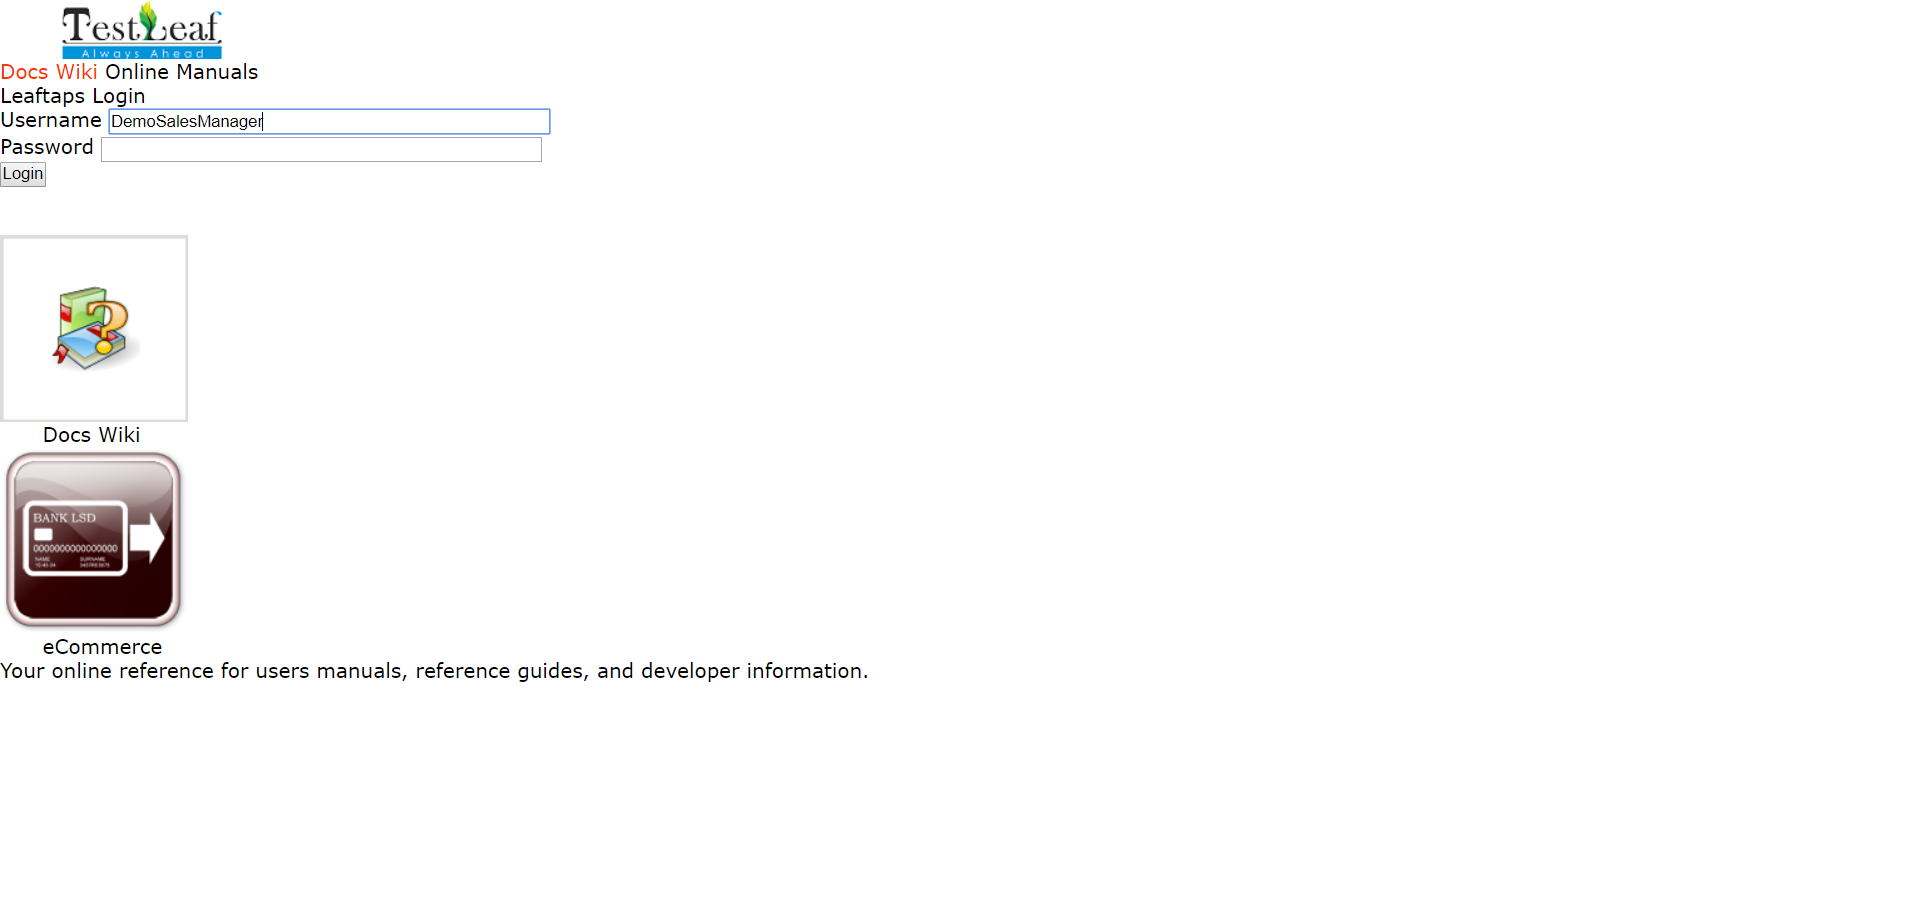 TestLeaf
Always Ahead
Docs Wiki Online Manuals
Leaftaps Login
Username DemoSalesManager
Password
Login
Docs Wiki
BANK LSD
0000000000000000
NAME SURNAME
eCommerce
Your online reference for users manuals, reference guides, and developer information.